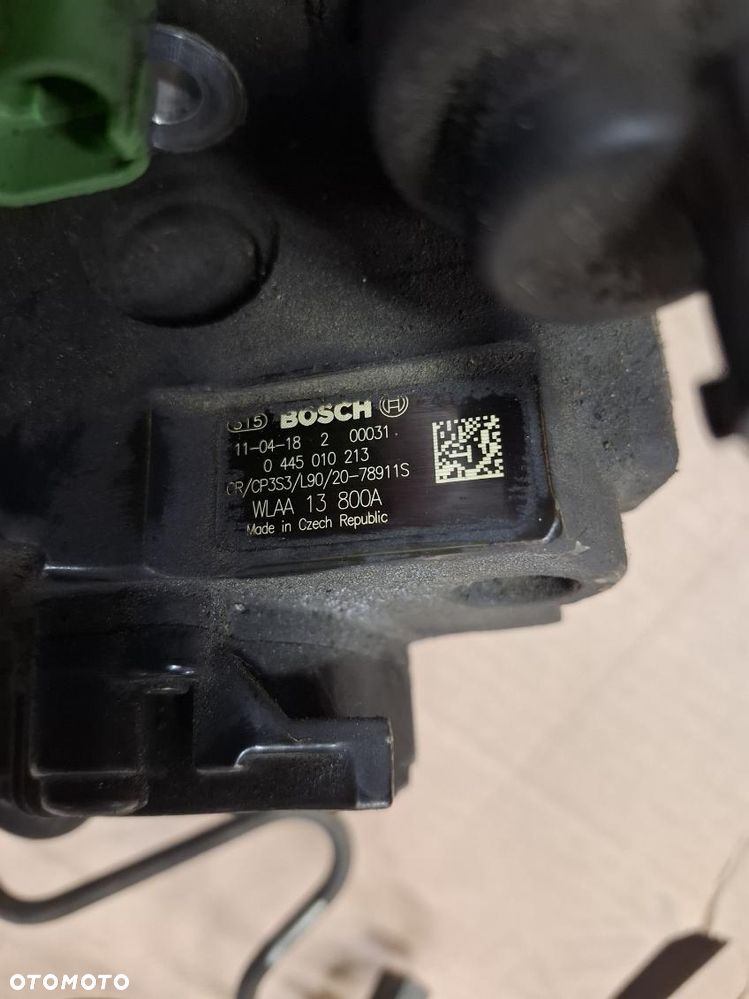 515 BOSCH
11-04-18 2 00031
0 445 010 213
CR/CP3S3/L90/20-78911S
WLAA 13 800A
Made in Czech Republic
OTOMOTO